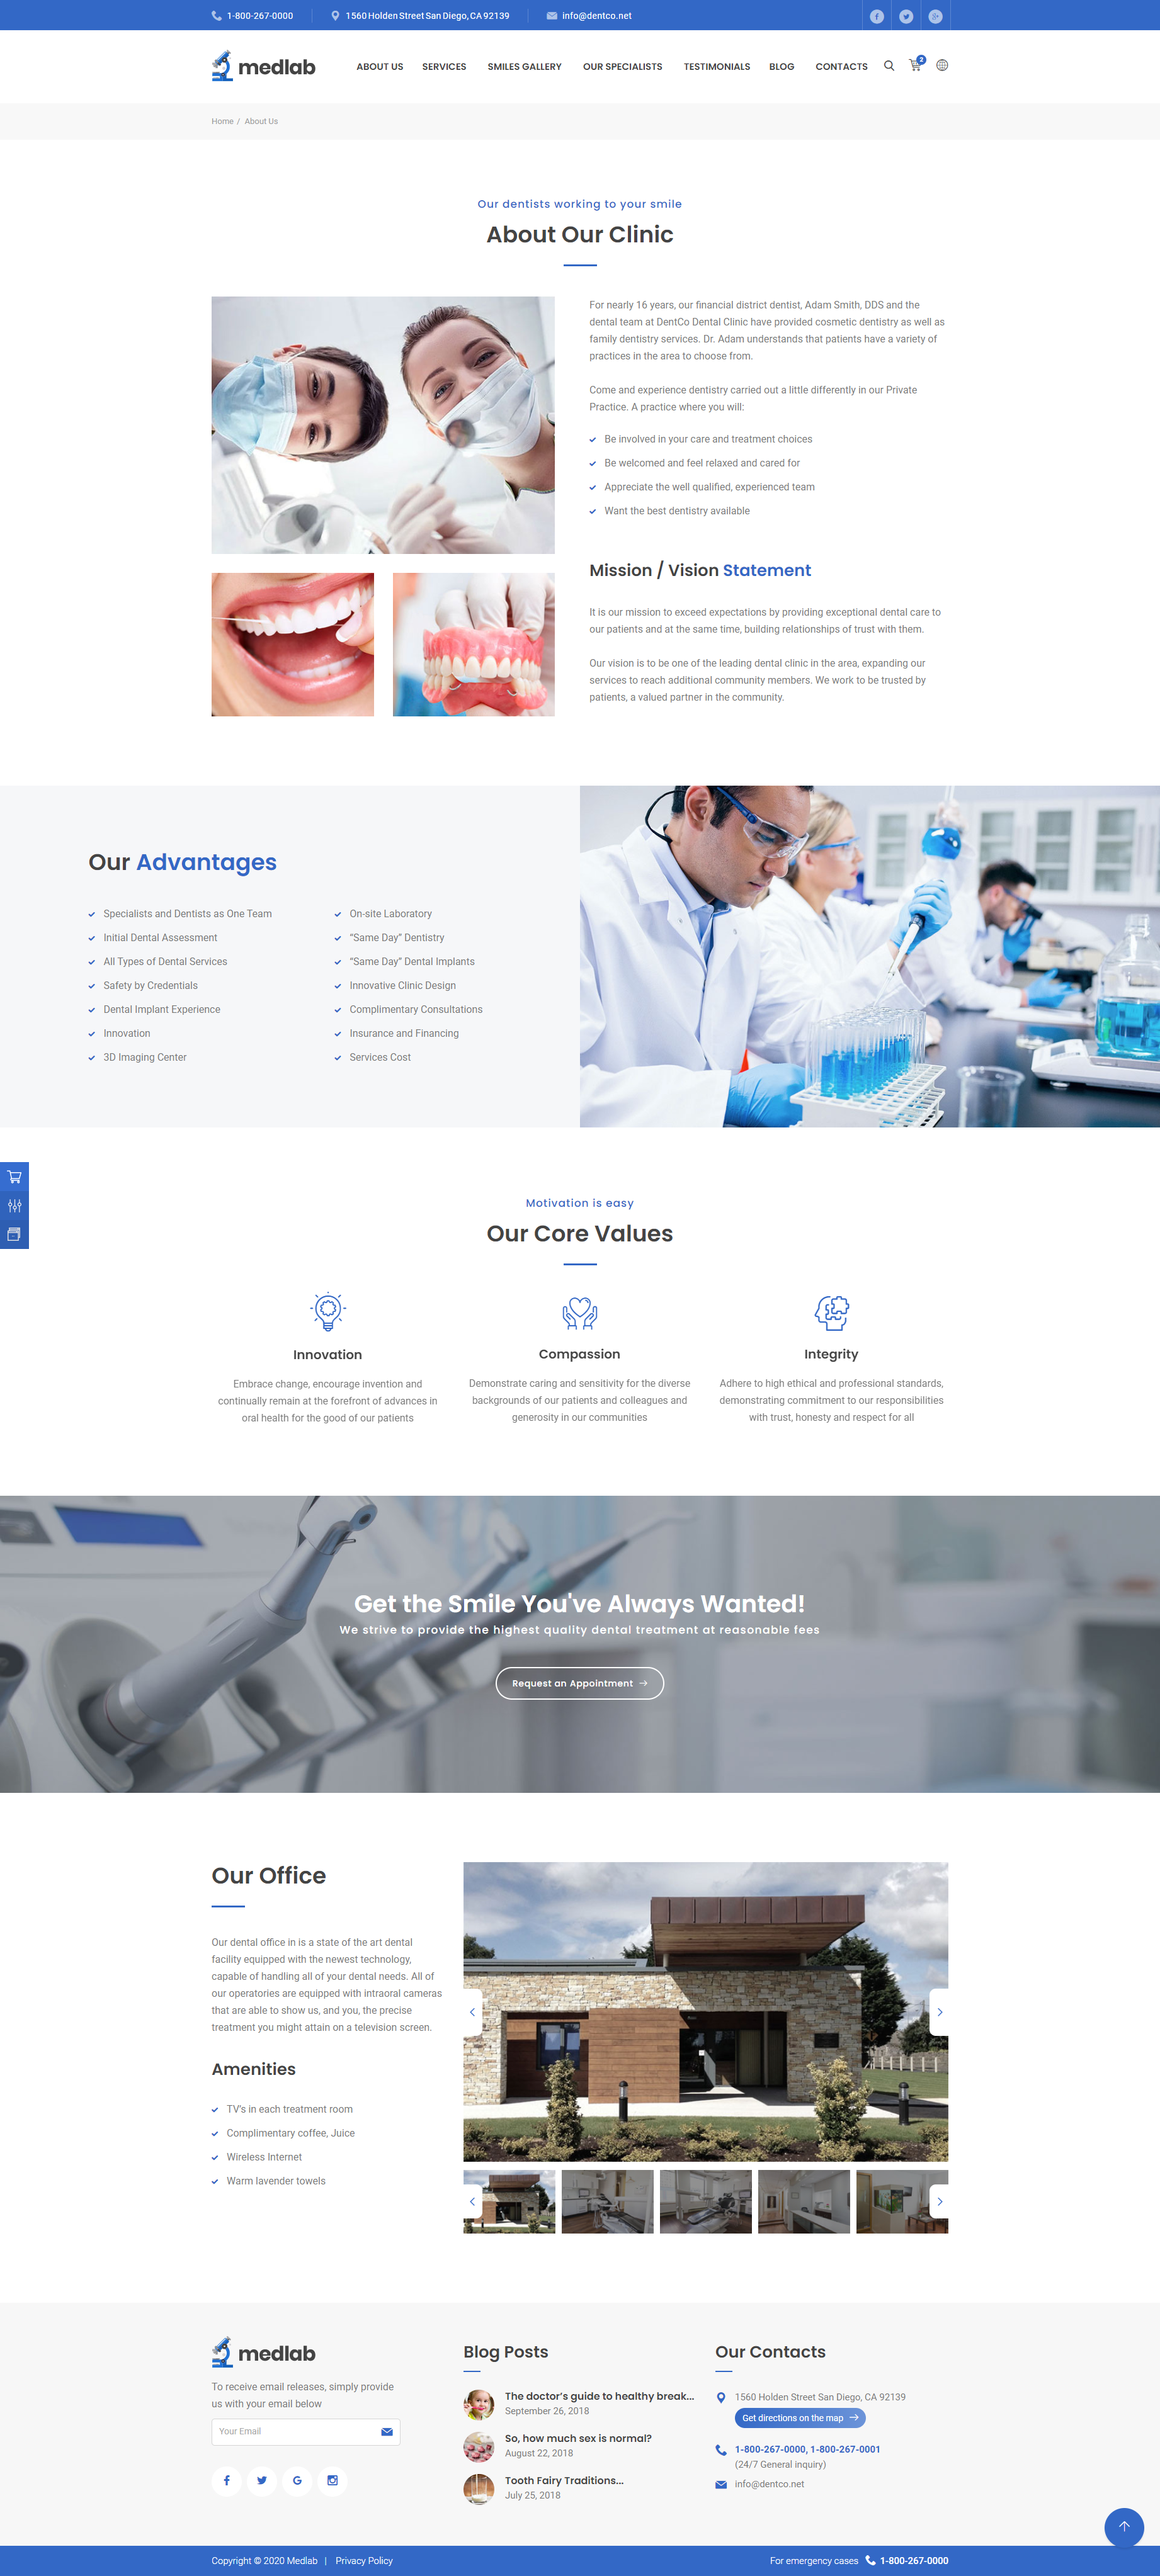 1-800-267-0000
1560 Holden Street San Diego, CA 92139
info@dentco.net
medlab
ABOUT US
SERVICES
SMILES GALLERY
OUR SPECIALISTS
TESTIMONIALS
BLOG
CONTACTS
2
Home / About Us
Our dentists working to your smile
About Our Clinic
For nearly 16 years, our financial district dentist, Adam Smith, DDS and the
dental team at DentCo Dental Clinic have provided cosmetic dentistry as well as
family dentistry services. Dr. Adam understands that patients have a variety of
practices in the area to choose from.
Come and experience dentistry carried out a little differently in our Private
Practice. A practice where you will:
Be involved in your care and treatment choices
Be welcomed and feel relaxed and cared for
Appreciate the well qualified, experienced team
Want the best dentistry available
Mission / Vision Statement
It is our mission to exceed expectations by providing exceptional dental care to
our patients and at the same time, building relationships of trust with them.
Our vision is to be one of the leading dental clinic in the area, expanding our
services to reach additional community members. We work to be trusted by
patients, a valued partner in the community.
Our Advantages
Specialists and Dentists as One Team
Initial Dental Assessment
All Types of Dental Services
Safety by Credentials
Dental Implant Experience
Innovation
3D Imaging Center
On-site Laboratory
"Same Day" Dentistry
"Same Day" Dental Implants
Innovative Clinic Design
Complimentary Consultations
Insurance and Financing
Services Cost
Motivation is easy
Our Core Values
Innovation
Embrace change, encourage invention and
continually remain at the forefront of advances in
oral health for the good of our patients
Compassion
Demonstrate caring and sensitivity for the diverse
backgrounds of our patients and colleagues and
generosity in our communities
Integrity
Adhere to high ethical and professional standards,
demonstrating commitment to our responsibilities
with trust, honesty and respect for all
Get the Smile You've Always Wanted!
We strive to provide the highest quality dental treatment at reasonable fees
Request an Appointment
Our Office
Our dental office in is a state of the art dental
facility equipped with the newest technology,
capable of handling all of your dental needs. All of
our operatories are equipped with intraoral cameras
that are able to show us, and you, the precise
treatment you might attain on a television screen.
Amenities
TV's in each treatment room
Complimentary coffee, Juice
Wireless Internet
Warm lavender towels
medlab
To receive email releases, simply provide
us with your email below
Your Email
Blog Posts
The doctor's guide to healthy break...
September 26, 2018
So, how much sex is normal?
August 22, 2018
Tooth Fairy Traditions...
July 25, 2018
Our Contacts
1560 Holden Street San Diego, CA 92139
Get directions on the map
1-800-267-0000, 1-800-267-0001
(24/7 General inquiry)
info@dentco.net
Copyright © 2020 Medlab | Privacy Policy
For emergency cases 1-800-267-0000